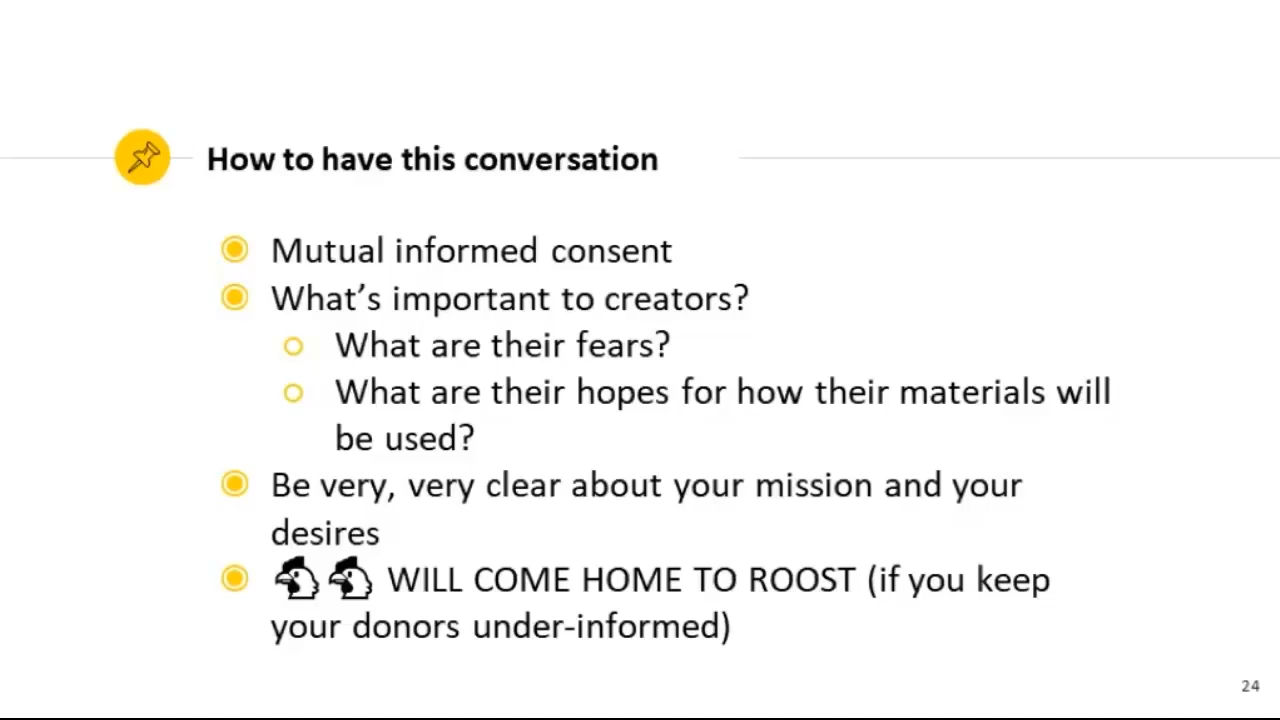 How to have this conversation
Mutual informed consent
What's important to creators?
What are their fears?
What are their hopes for how their materials will
be used?
Be very, very clear about your mission and your
desires
🐔🐔 WILL COME HOME TO ROOST (if you keep
your donors under-informed)
24